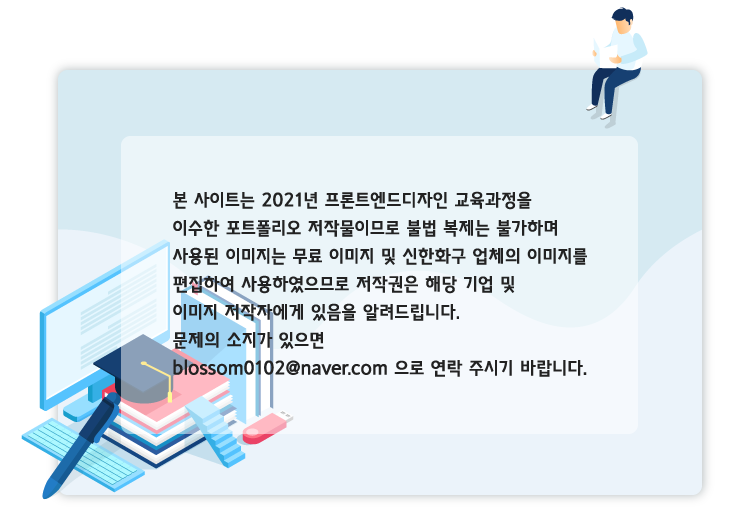 본 사이트는 2021년 프론트엔드디자인 교육과정을
이수한 포트폴리오 저작물이므로 불법 복제는 불가하며
사용된 이미지는 무료 이미지 및 신한화구 업체의 이미지를
편집하여 사용하였으므로 저작권은 해당 기업 및
이미지 저작자에게 있음을 알려드립니다.
문제의 소지가 있으면
blossom0102@naver.com 으로 연락 주시기 바랍니다.